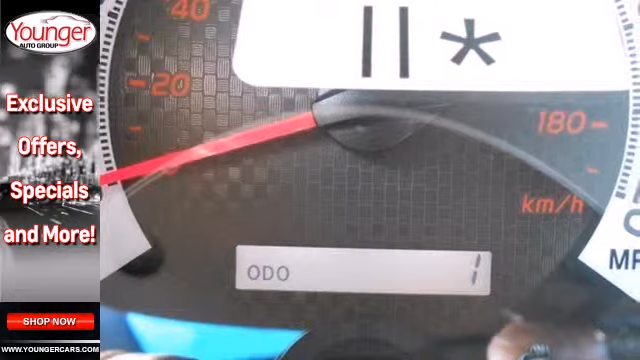 Younger
AUTO GROUP
Exclusive
Offers,
Specials
and More!
SHOP NOW
WWW.YOUNGERCARS.COM
40
20
||*
180
km/h
ODO 1